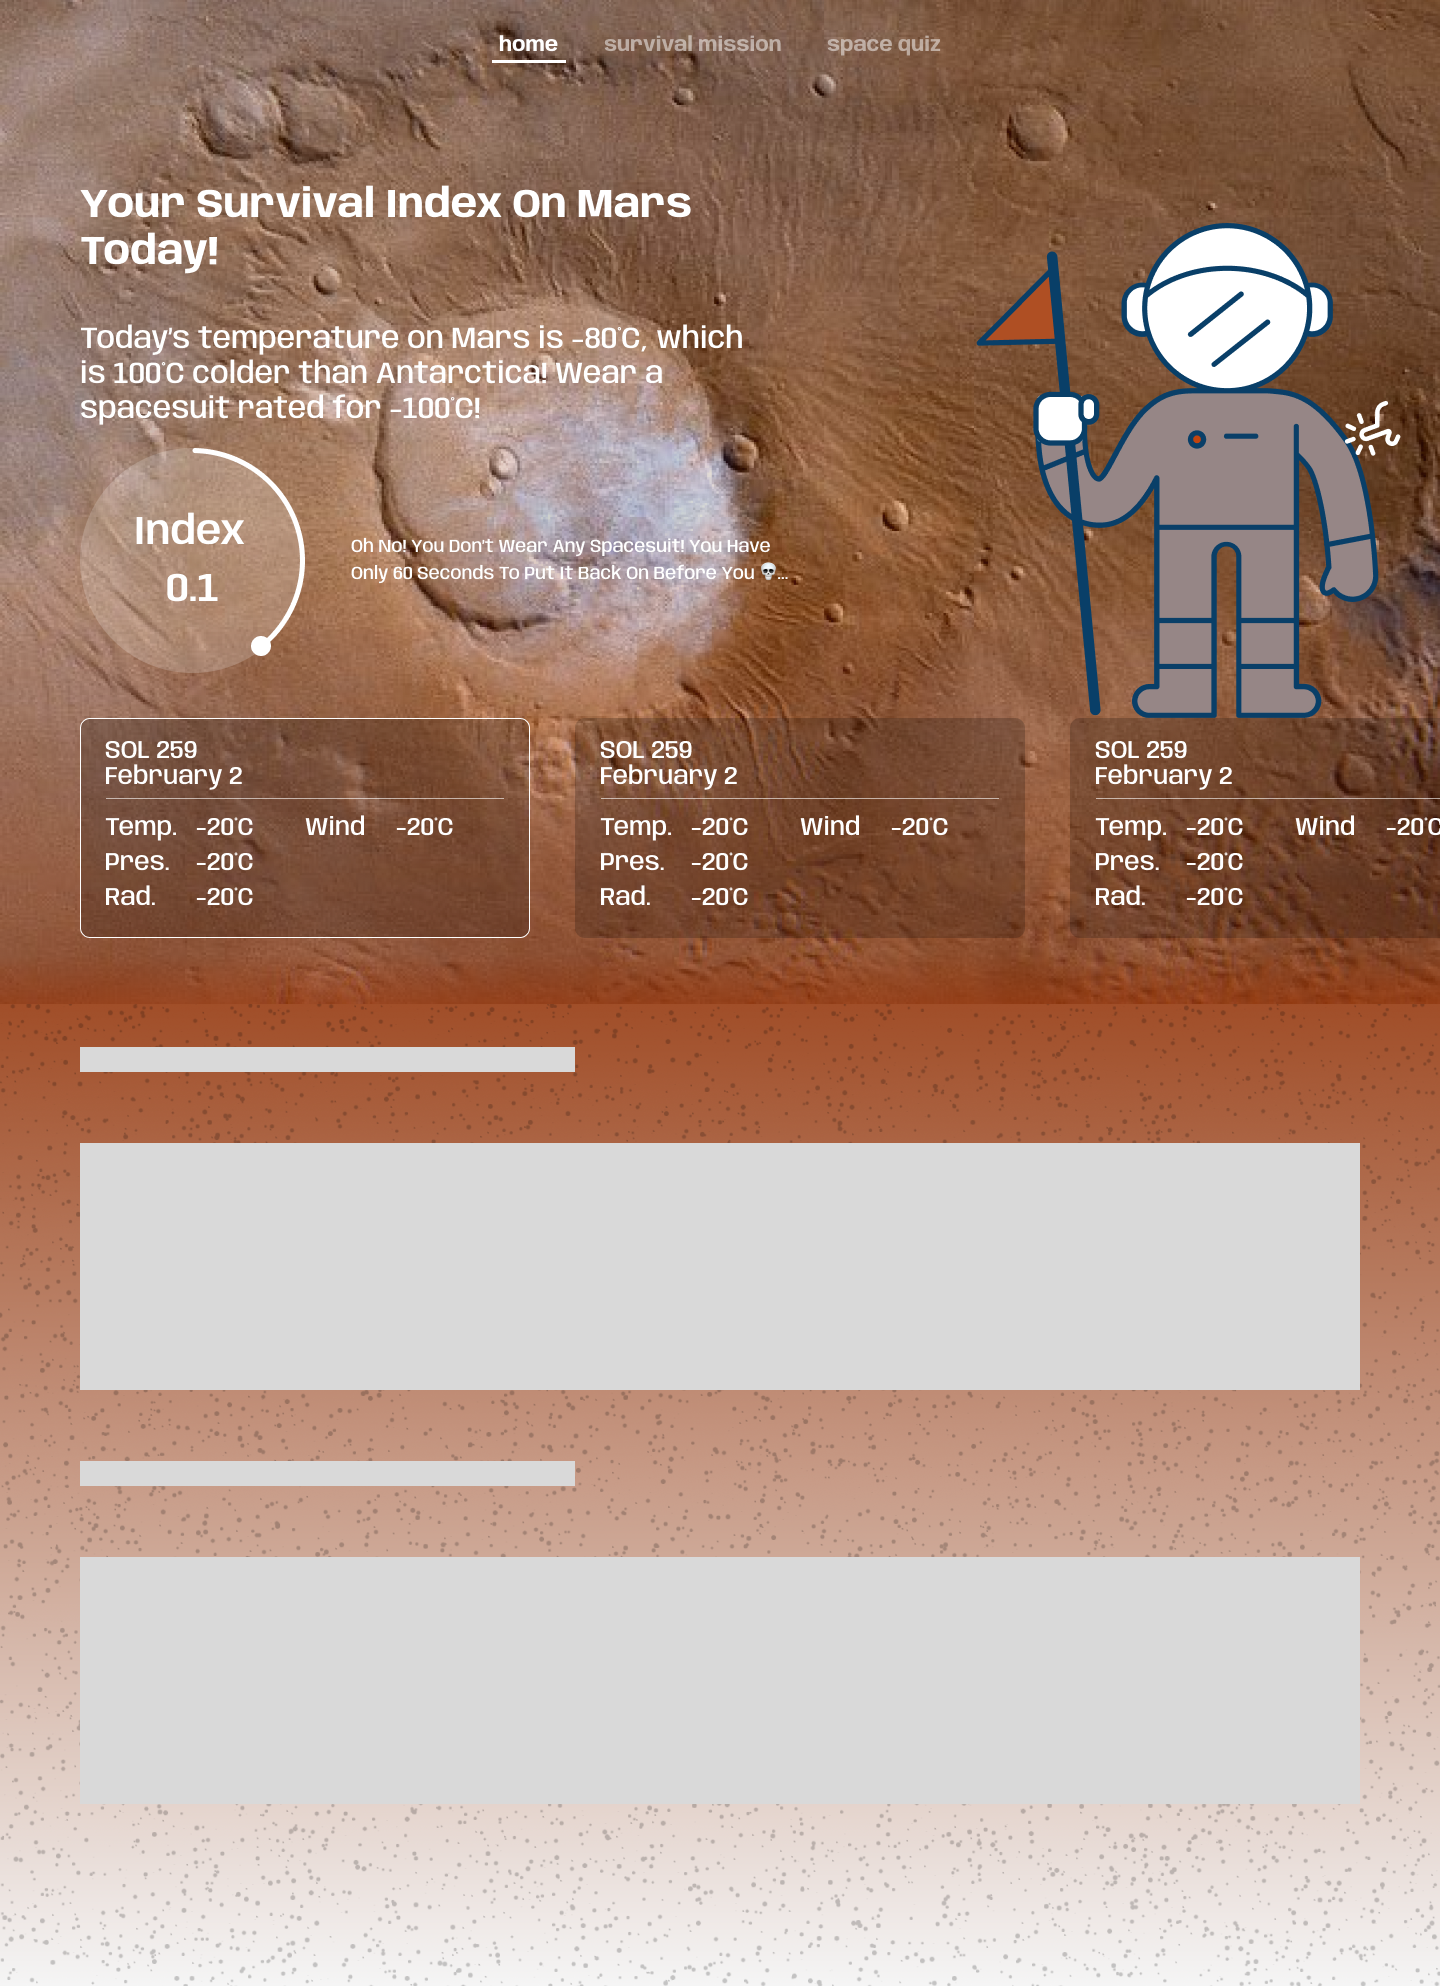 home survival mission space quiz
Your Survival Index On Mars
Today!
Today's temperature on Mars is -80°C, which
is 100°C colder than Antarctica! Wear a
spacesuit rated for -100°C!
Index
0.1
Oh No! You Don't Wear Any Spacesuit! You Have
Only 60 Seconds To Put It Back On Before You 💀...
SOL 259
February 2
Temp. -20°C Wind -20°C
Pres. -20°C
Rad. -20°C
SOL 259
February 2
Temp. -20°C Wind -20°C
Pres. -20°C
Rad. -20°C
SOL 259
February 2
Temp. -20°C Wind -20°C
Pres. -20°C
Rad. -20°C